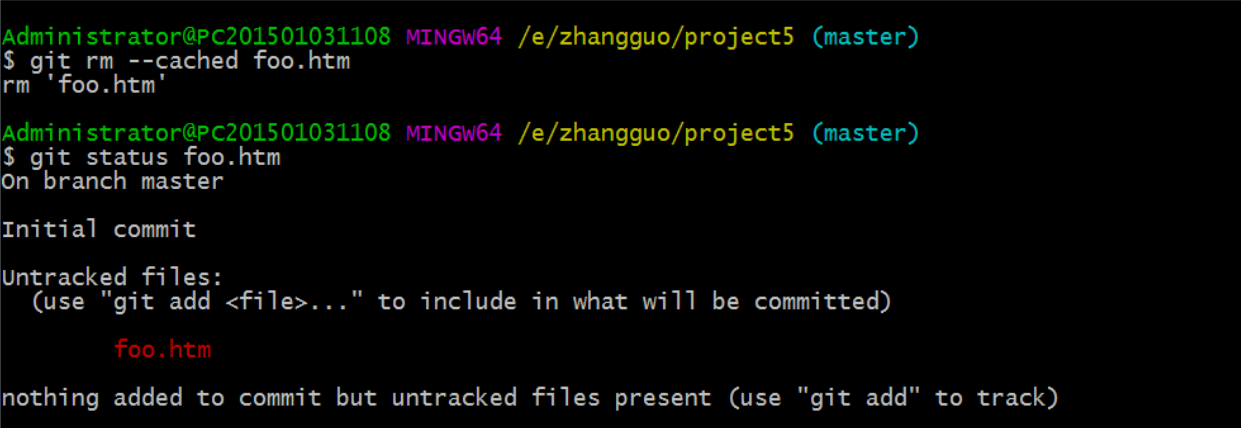 Administrator@PC201501031108 MINGW64 /e/zhangguo/project5 (master)
$ git rm --cached foo.htm
rm 'foo.htm'
Administrator@PC201501031108 MINGW64 /e/zhangguo/project5 (master)
$ git status foo.htm
On branch master
Initial commit
Untracked files:
  (use "git add <file>..." to include in what will be committed)
        foo.htm
nothing added to commit but untracked files present (use "git add" to track)